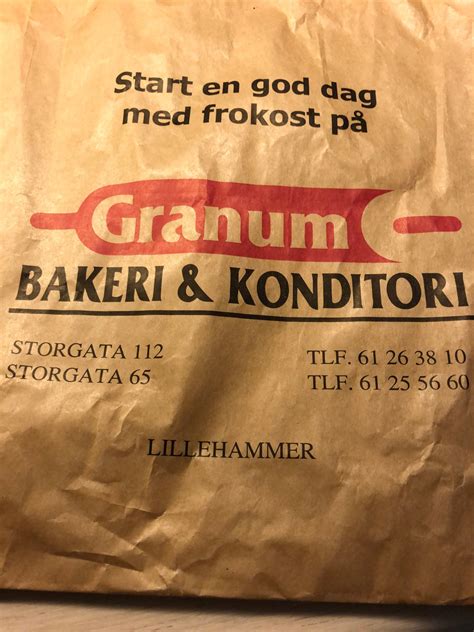 Start en god dag
med frokost på
Granum
BAKERI & KONDITORI
STORGATA 112 TLF. 61 26 38 10
STORGATA 65 TLF. 61 25 56 60
LILLEHAMMER